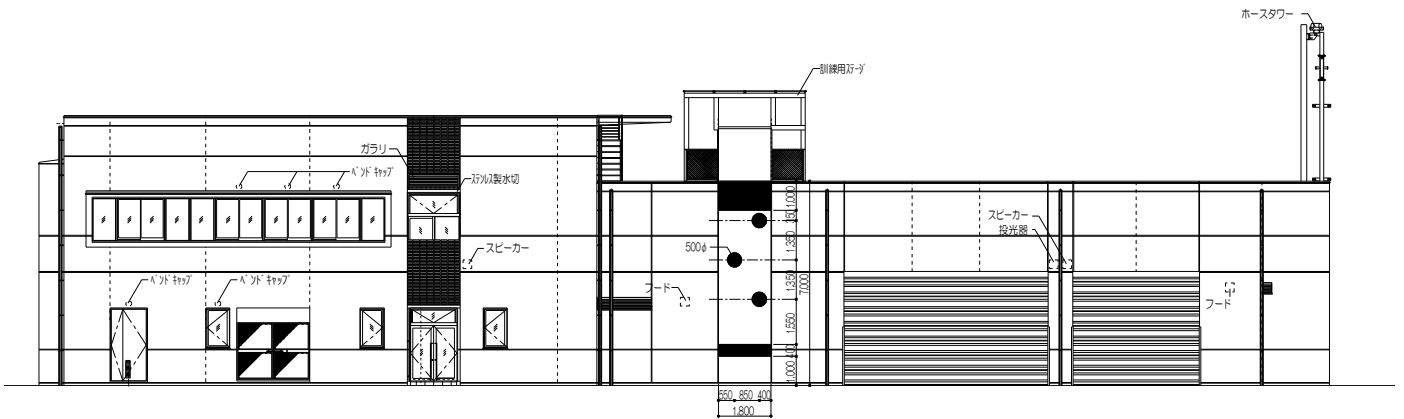 ホースタワー
訓練用ステージ
ガラリ
ベンドキャップ
ステンレス製水切
スピーカー
ベンドキャップ
ベンドキャップ
フード
500φ
1,000
350
1,350
1,350
7,000
1,550
400
1,000
550 850 400
1,800
スピーカー
投光器
フード